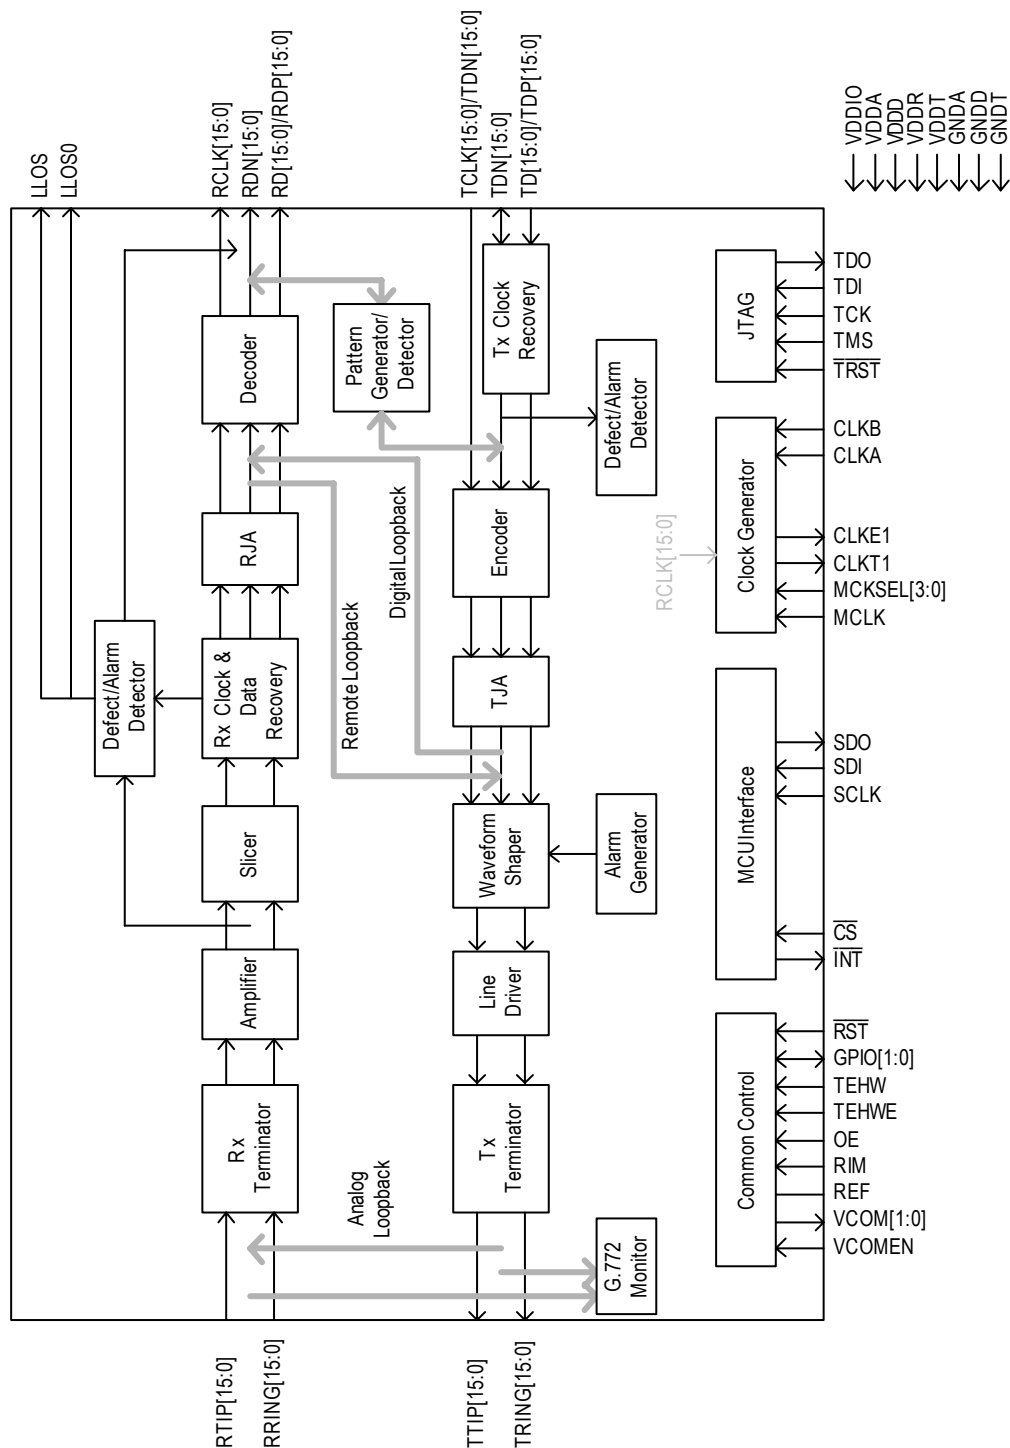 LLOS
LLOS0
RCLK[15:0]
RDN[15:0]
RD[15:0]/RDP[15:0]
TCLK[15:0]/TDN[15:0]
TDN[15:0]
TD[15:0]/TDP[15:0]
VDDIO
VDDA
VDDD
VDDR
VDDT
GNDA
GNDD
GNDT
Decoder
Pattern
Generator/
Detector
Tx Clock
Recovery
Defect/Alarm
Detector
JTAG
TDO
TDI
TCK
TMS
TRST
RJA
Digital Loopback
Encoder
RCLK[15:0]
Clock Generator
CLKB
CLKA
CLKE1
CLKT1
MCKSEL[3:0]
MCLK
Defect/Alarm
Detector
Rx Clock &
Data
Recovery
Remote Loopback
TJA
Slicer
Waveform
Shaper
Alarm
Generator
MCU Interface
SDO
SDI
SCLK
CS
INT
Amplifier
Line
Driver
Rx
Terminator
Analog
Loopback
Tx
Terminator
G.772
Monitor
Common Control
RST
GPIO[1:0]
TEHW
TEHWE
OE
RIM
REF
VCOM[1:0]
VCOMEN
RTIP[15:0]
RRING[15:0]
TTIP[15:0]
TRING[15:0]